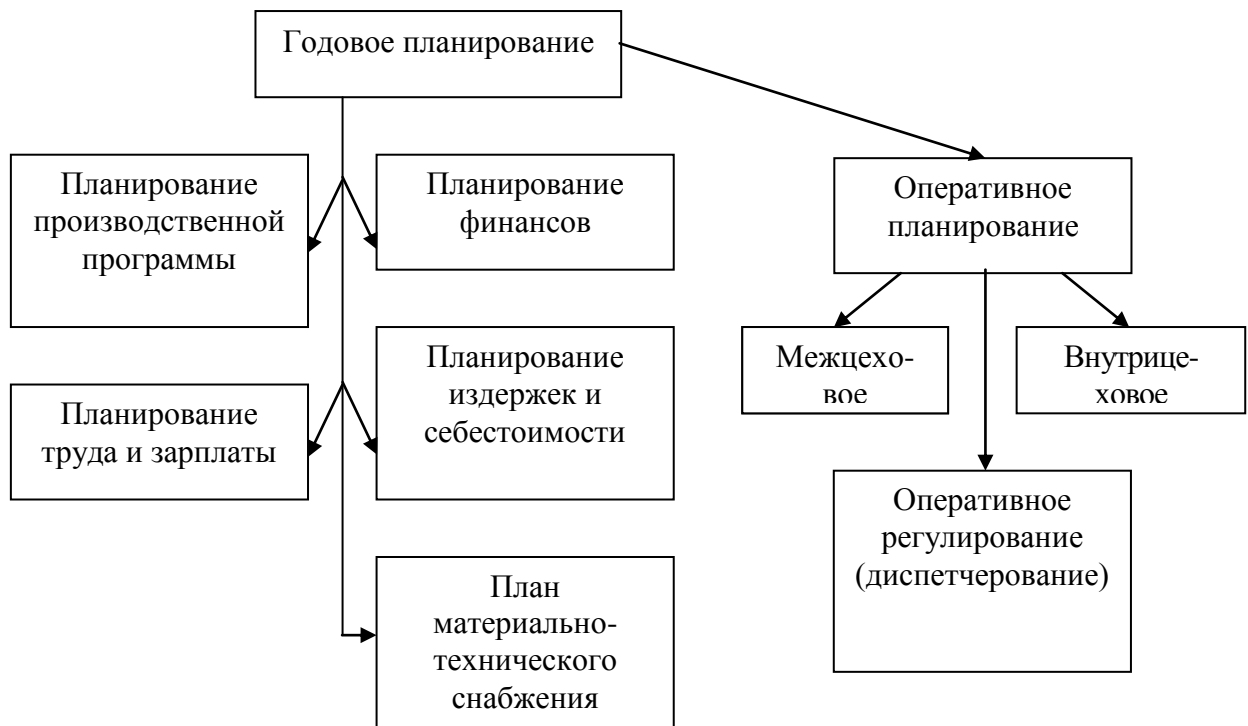 Годовое планирование
Планирование
производственной
программы
Планирование
финансов
Оперативное
планирование
Планирование
труда и зарплаты
Планирование
издержек и
себестоимости
Межцехо-
вое
Внутрице-
ховое
План
материально-
технического
снабжения
Оперативное
регулирование
(диспетчерование)